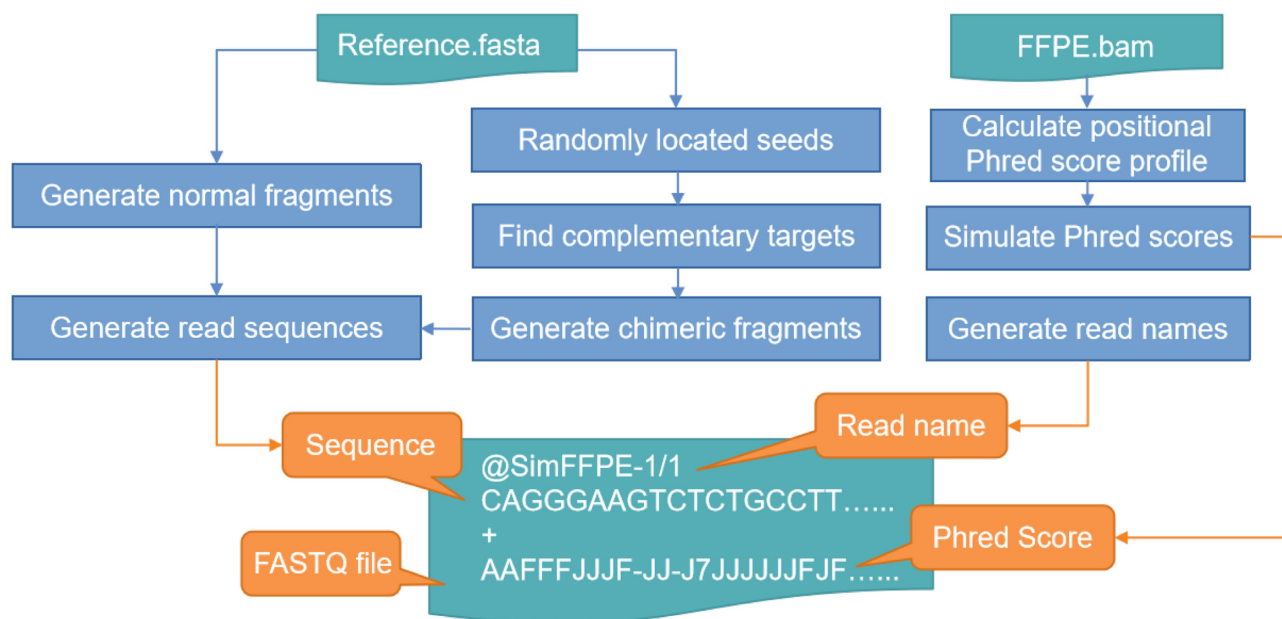 Reference.fasta
FFPE.bam
Randomly located seeds
Calculate positional
Phred score profile
Generate normal fragments
Find complementary targets
Simulate Phred scores
Generate read sequences
Generate chimeric fragments
Generate read names
Sequence
Read name
@SimFFPE-1/1
CAGGGAAGTCTCTGCCTT…...
+
Phred Score
FASTQ file
AAFFFJJJF-JJ-J7JJJJJJFJF…...